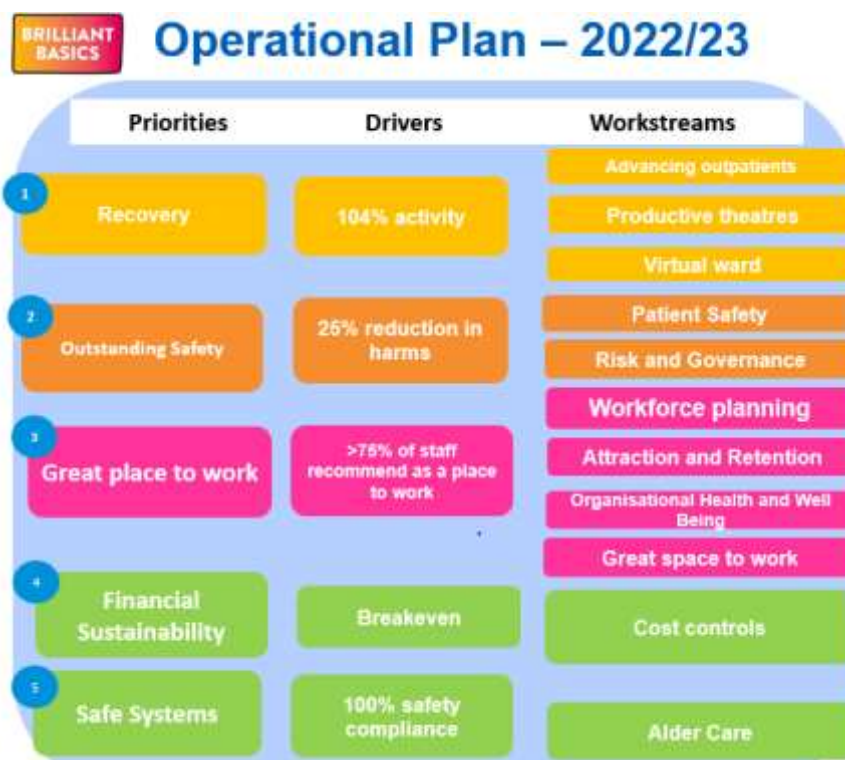 BRILLIANT
BASICS
Operational Plan – 2022/23
Priorities
Drivers
Workstreams
1
Recovery
104% activity
Advancing outpatients
Productive theatres
Virtual ward
2
Outstanding Safety
25% reduction in
harms
Patient Safety
Risk and Governance
3
Great place to work
>75% of staff
recommend as a place
to work
Workforce planning
Attraction and Retention
Organisational Health and Well
Being
Great space to work
4
Financial
Sustainability
Breakeven
Cost controls
5
Safe Systems
100% safety
compliance
Alder Care